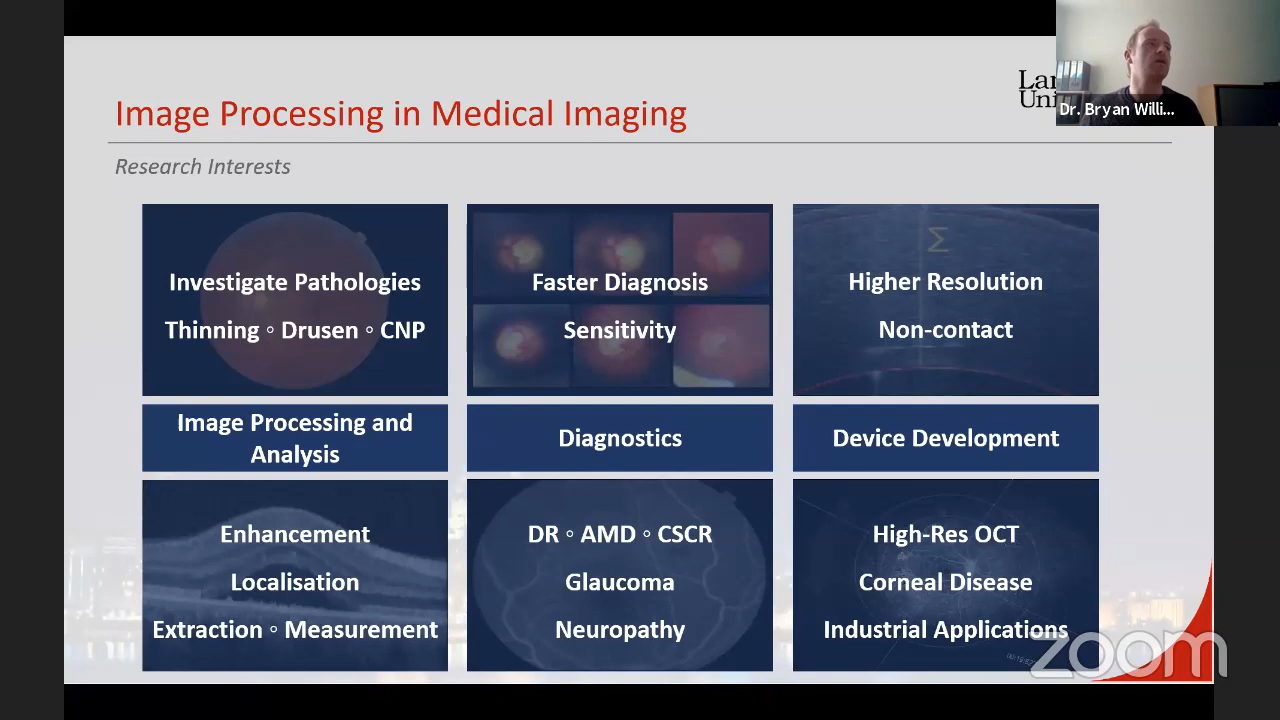 Lan
Uni
Dr. Bryan Willi...
Image Processing in Medical Imaging
Research Interests
Investigate Pathologies
Thinning ◦ Drusen ◦ CNP
Faster Diagnosis
Sensitivity
Σ
Higher Resolution
Non-contact
Image Processing and
Analysis
Diagnostics
Device Development
Enhancement
Localisation
Extraction ◦ Measurement
DR ◦ AMD ◦ CSCR
Glaucoma
Neuropathy
High-Res OCT
Corneal Disease
Industrial Applications
zoom